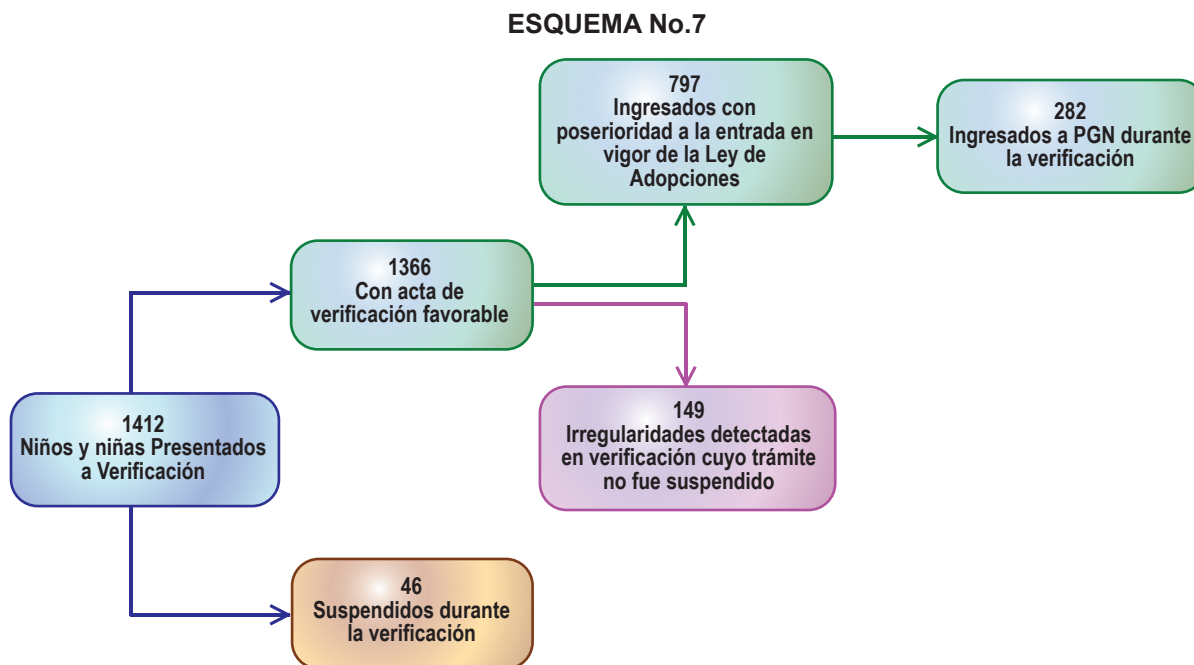 ESQUEMA No.7
797
Ingresados con
poserioridad a la entrada en
vigor de la Ley de
Adopciones
282
Ingresados a PGN durante
la verificación
1366
Con acta de
verificación favorable
1412
Niños y niñas Presentados
a Verificación
149
Irregularidades detectadas
en verificación cuyo trámite
no fue suspendido
46
Suspendidos durante
la verificación